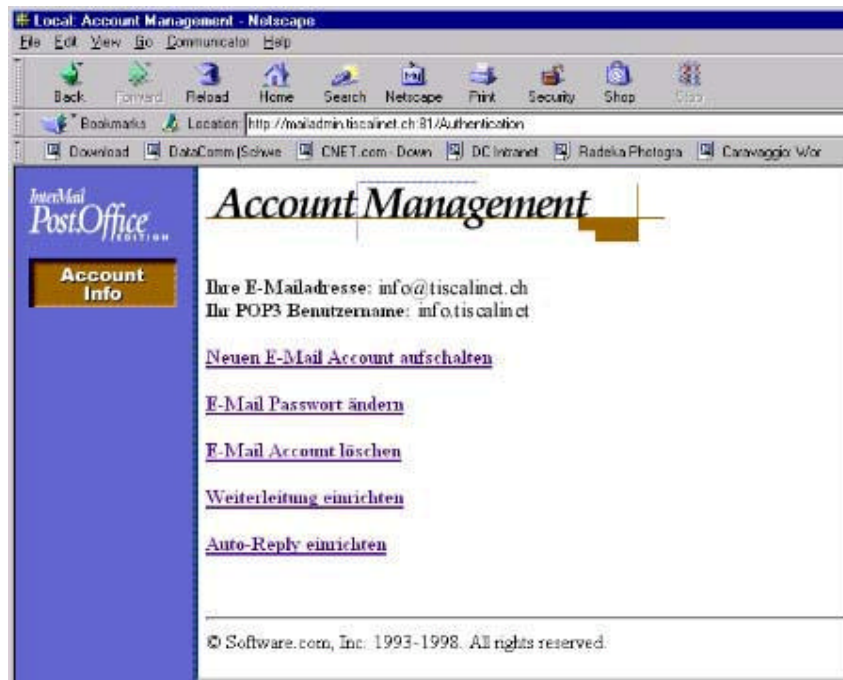 Local: Account Management - Netscape
File Edit View Go Communicator Help
Back Forward Reload Home Search Netscape Print Security Shop Stop
Bookmarks Location: http://mailadmin.tiscalinet.ch:81/Authentication
Download DataComm (Schwe CNET.com - Down DC Intranet Radeka Photogra Caravaggio: Wor
InterMail
Post.Office
EDITION
Account
Info
Account Management
Ihre E-Mailadresse: info@tiscalinet.ch
Ihr POP3 Benutzername: info.tiscalinet
Neuen E-Mail Account aufschalten
E-Mail Passwort ändern
E-Mail Account löschen
Weiterleitung einrichten
Auto-Reply einrichten
© Software.com, Inc. 1993-1998. All rights reserved.